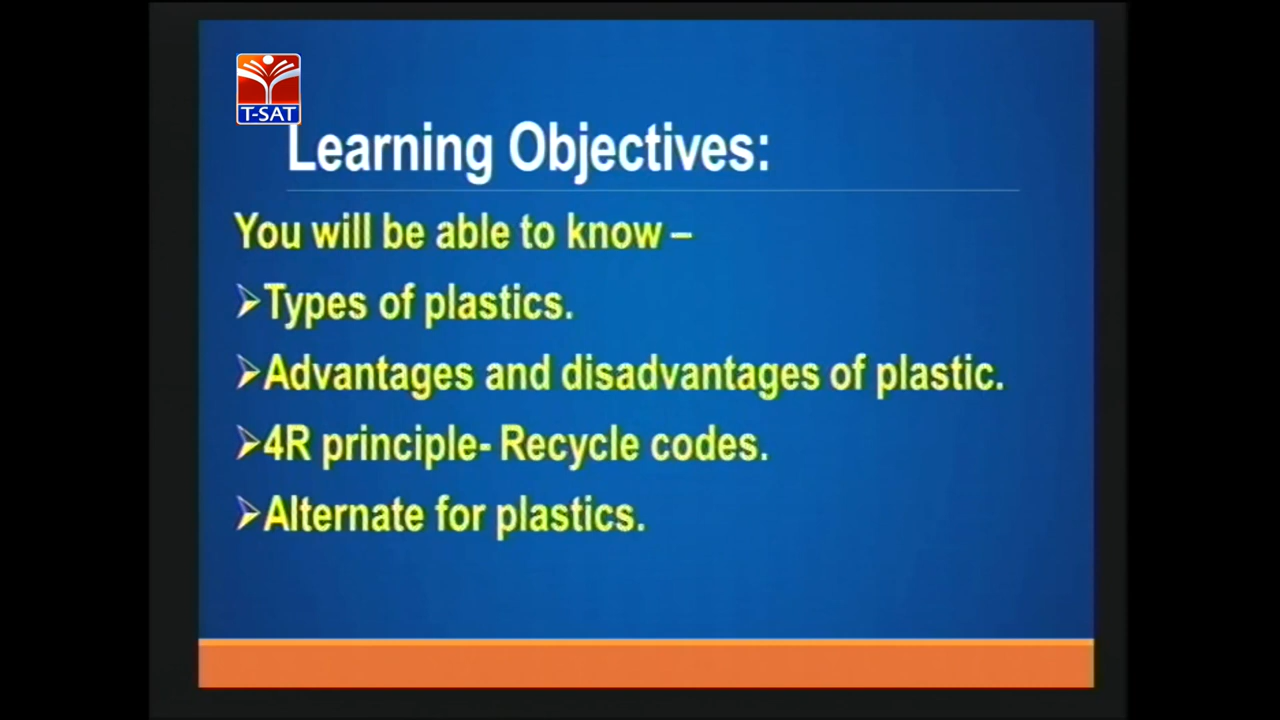 T-SAT
Learning Objectives:
You will be able to know –
➢Types of plastics.
➢Advantages and disadvantages of plastic.
➢4R principle- Recycle codes.
➢Alternate for plastics.